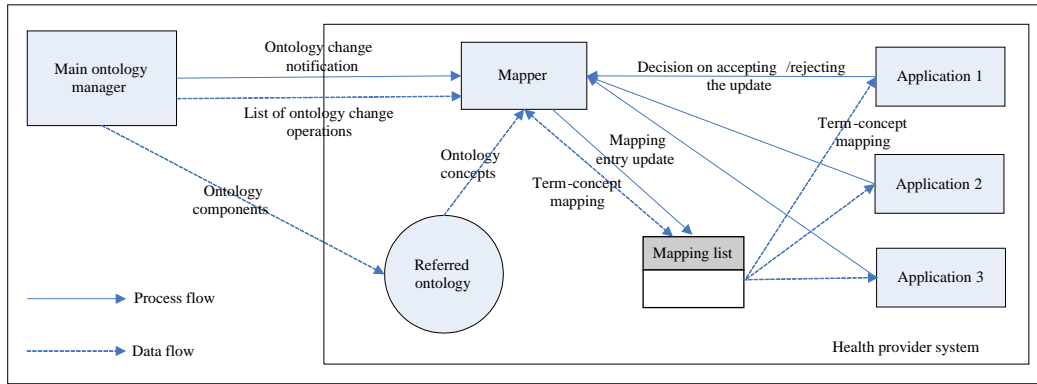 Main ontology
manager
Ontology change
notification
List of ontology change
operations
Mapper
Decision on accepting /rejecting
the update
Application 1
Term-concept
mapping
Mapping
entry update
Ontology
concepts
Term-concept
mapping
Application 2
Ontology
components
Mapping list
Referred
ontology
Application 3
Process flow
Data flow
Health provider system